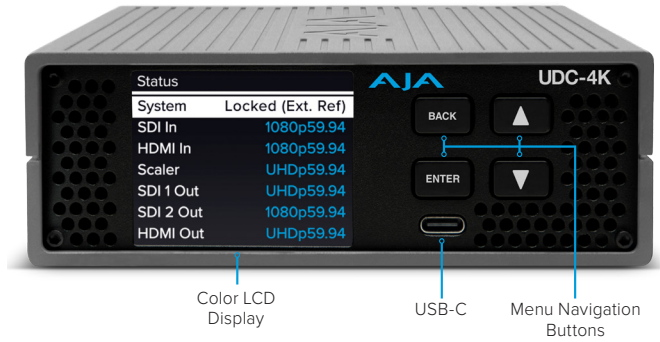 AJA
UDC-4K
Status
System Locked (Ext. Ref)
SDI In 1080p59.94
HDMI In 1080p59.94
Scaler UHDp59.94
SDI 1 Out UHDp59.94
SDI 2 Out 1080p59.94
HDMI Out UHDp59.94
BACK
ENTER
Color LCD
Display
USB-C
Menu Navigation
Buttons